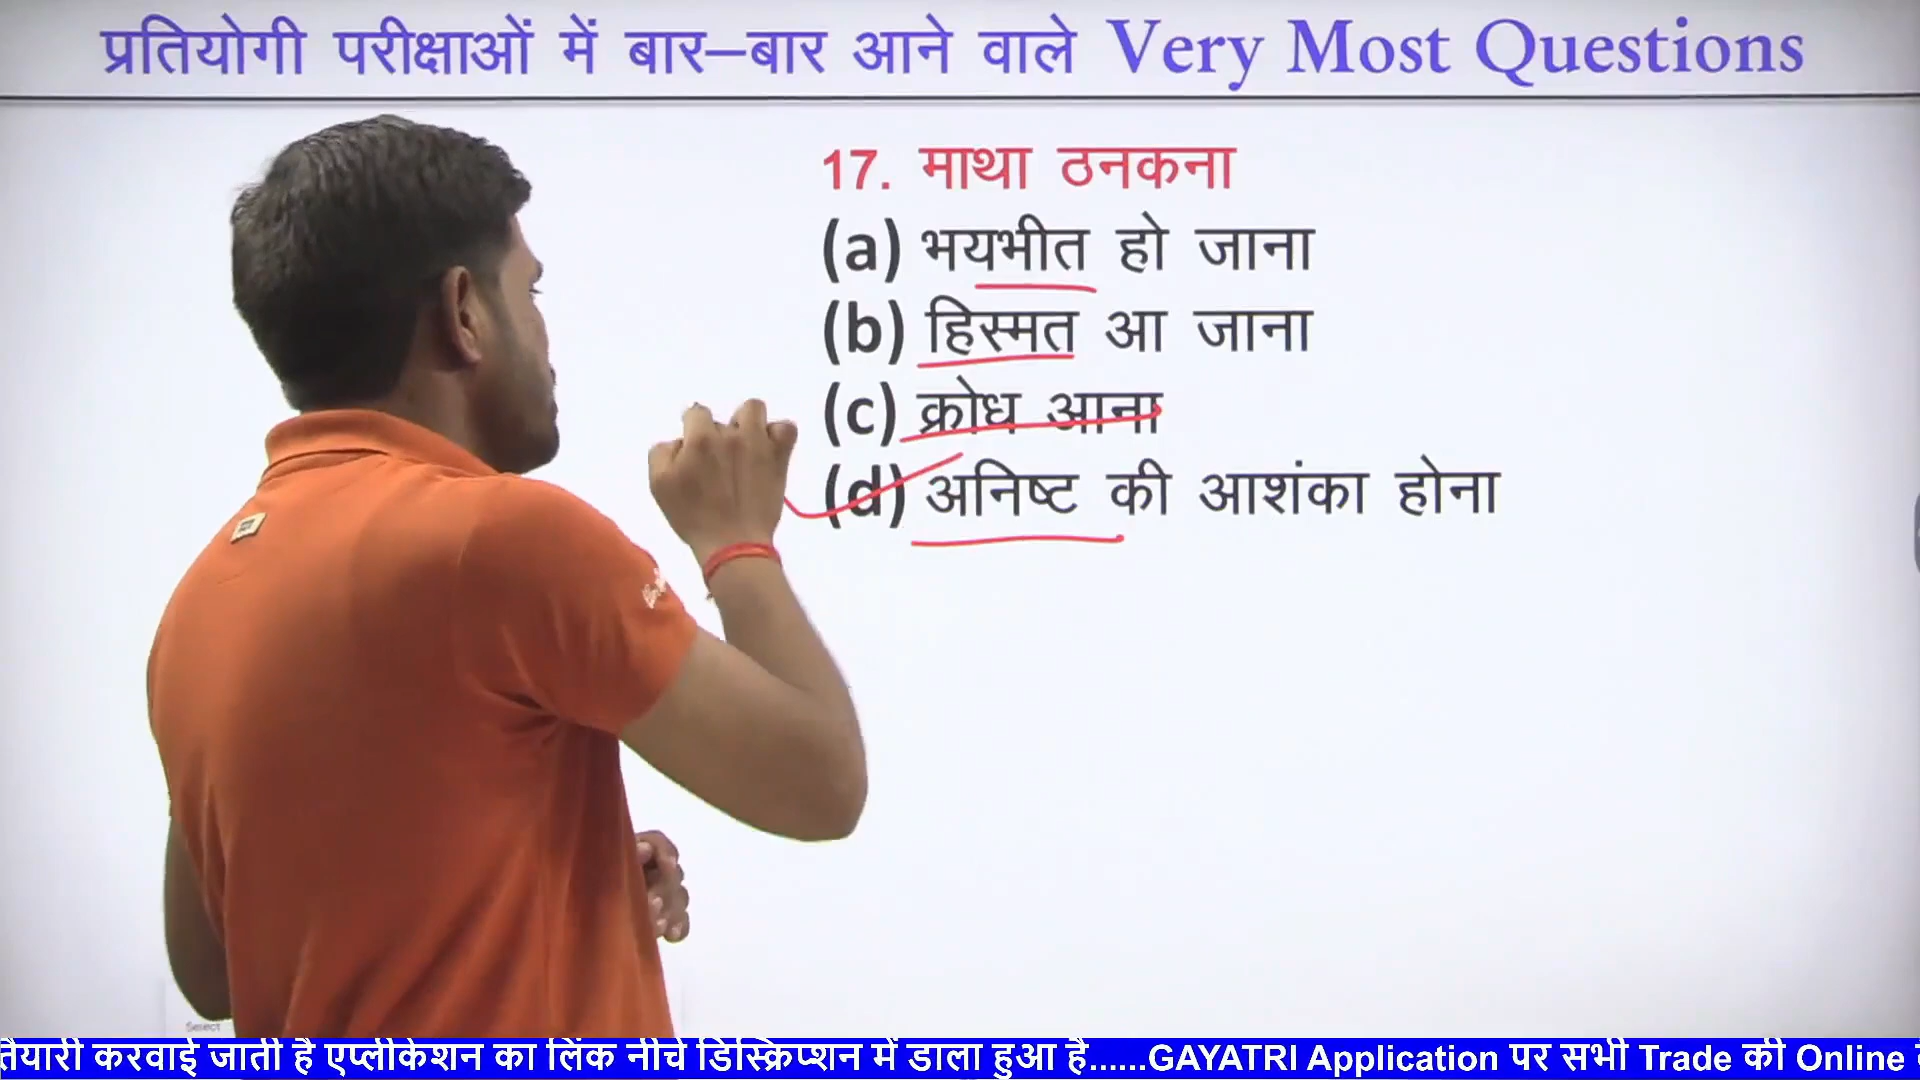 प्रतियोगी परीक्षाओं में बार–बार आने वाले Very Most Questions
17. माथा ठनकना
(a) भयभीत हो जाना
(b) हिस्मत आ जाना
(c) क्रोध आना
(d) अनिष्ट की आशंका होना
Select
तैयारी करवाई जाती है एप्लीकेशन का लिंक नीचे डिस्क्रिप्शन में डाला हुआ है......GAYATRI Application पर सभी Trade की Online